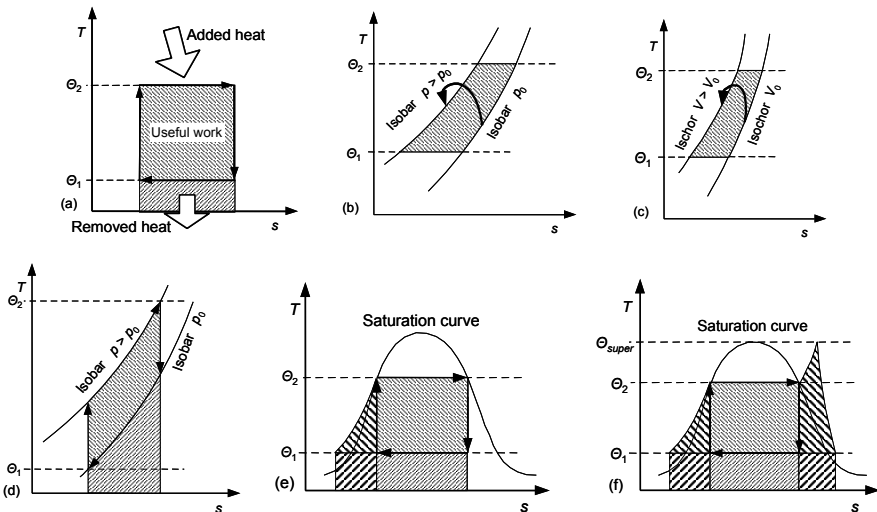 T
Added heat
Θ2
Useful work
Θ1
(a)
Removed heat
s
T
Θ2
Isobar p > p0
Isobar p0
Θ1
(b)
s
T
Θ2
Ischor V > V0
Isochor V0
Θ1
(c)
s
T
Θ2
Isobar p > p0
Isobar p0
Θ1
(d)
s
T
Saturation curve
Θ2
Θ1
(e)
s
T
Saturation curve
Θsuper
Θ2
Θ1
(f)
s